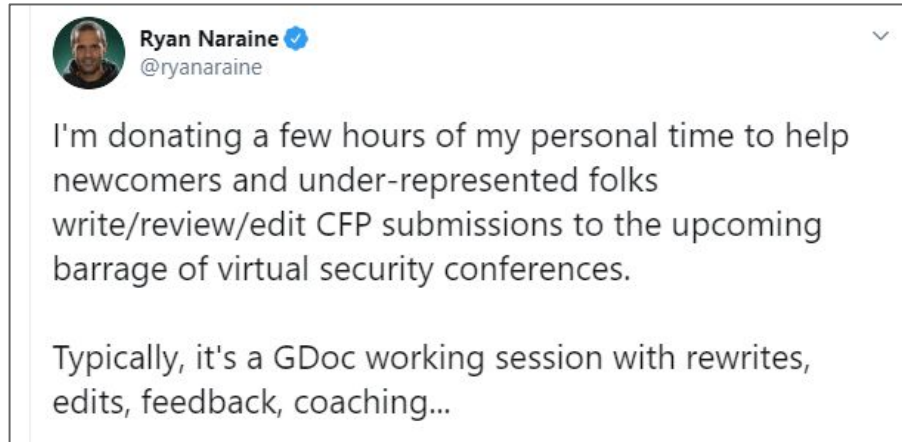 Ryan Naraine
@ryanaraine
I'm donating a few hours of my personal time to help
newcomers and under-represented folks
write/review/edit CFP submissions to the upcoming
barrage of virtual security conferences.
Typically, it's a GDoc working session with rewrites,
edits, feedback, coaching...